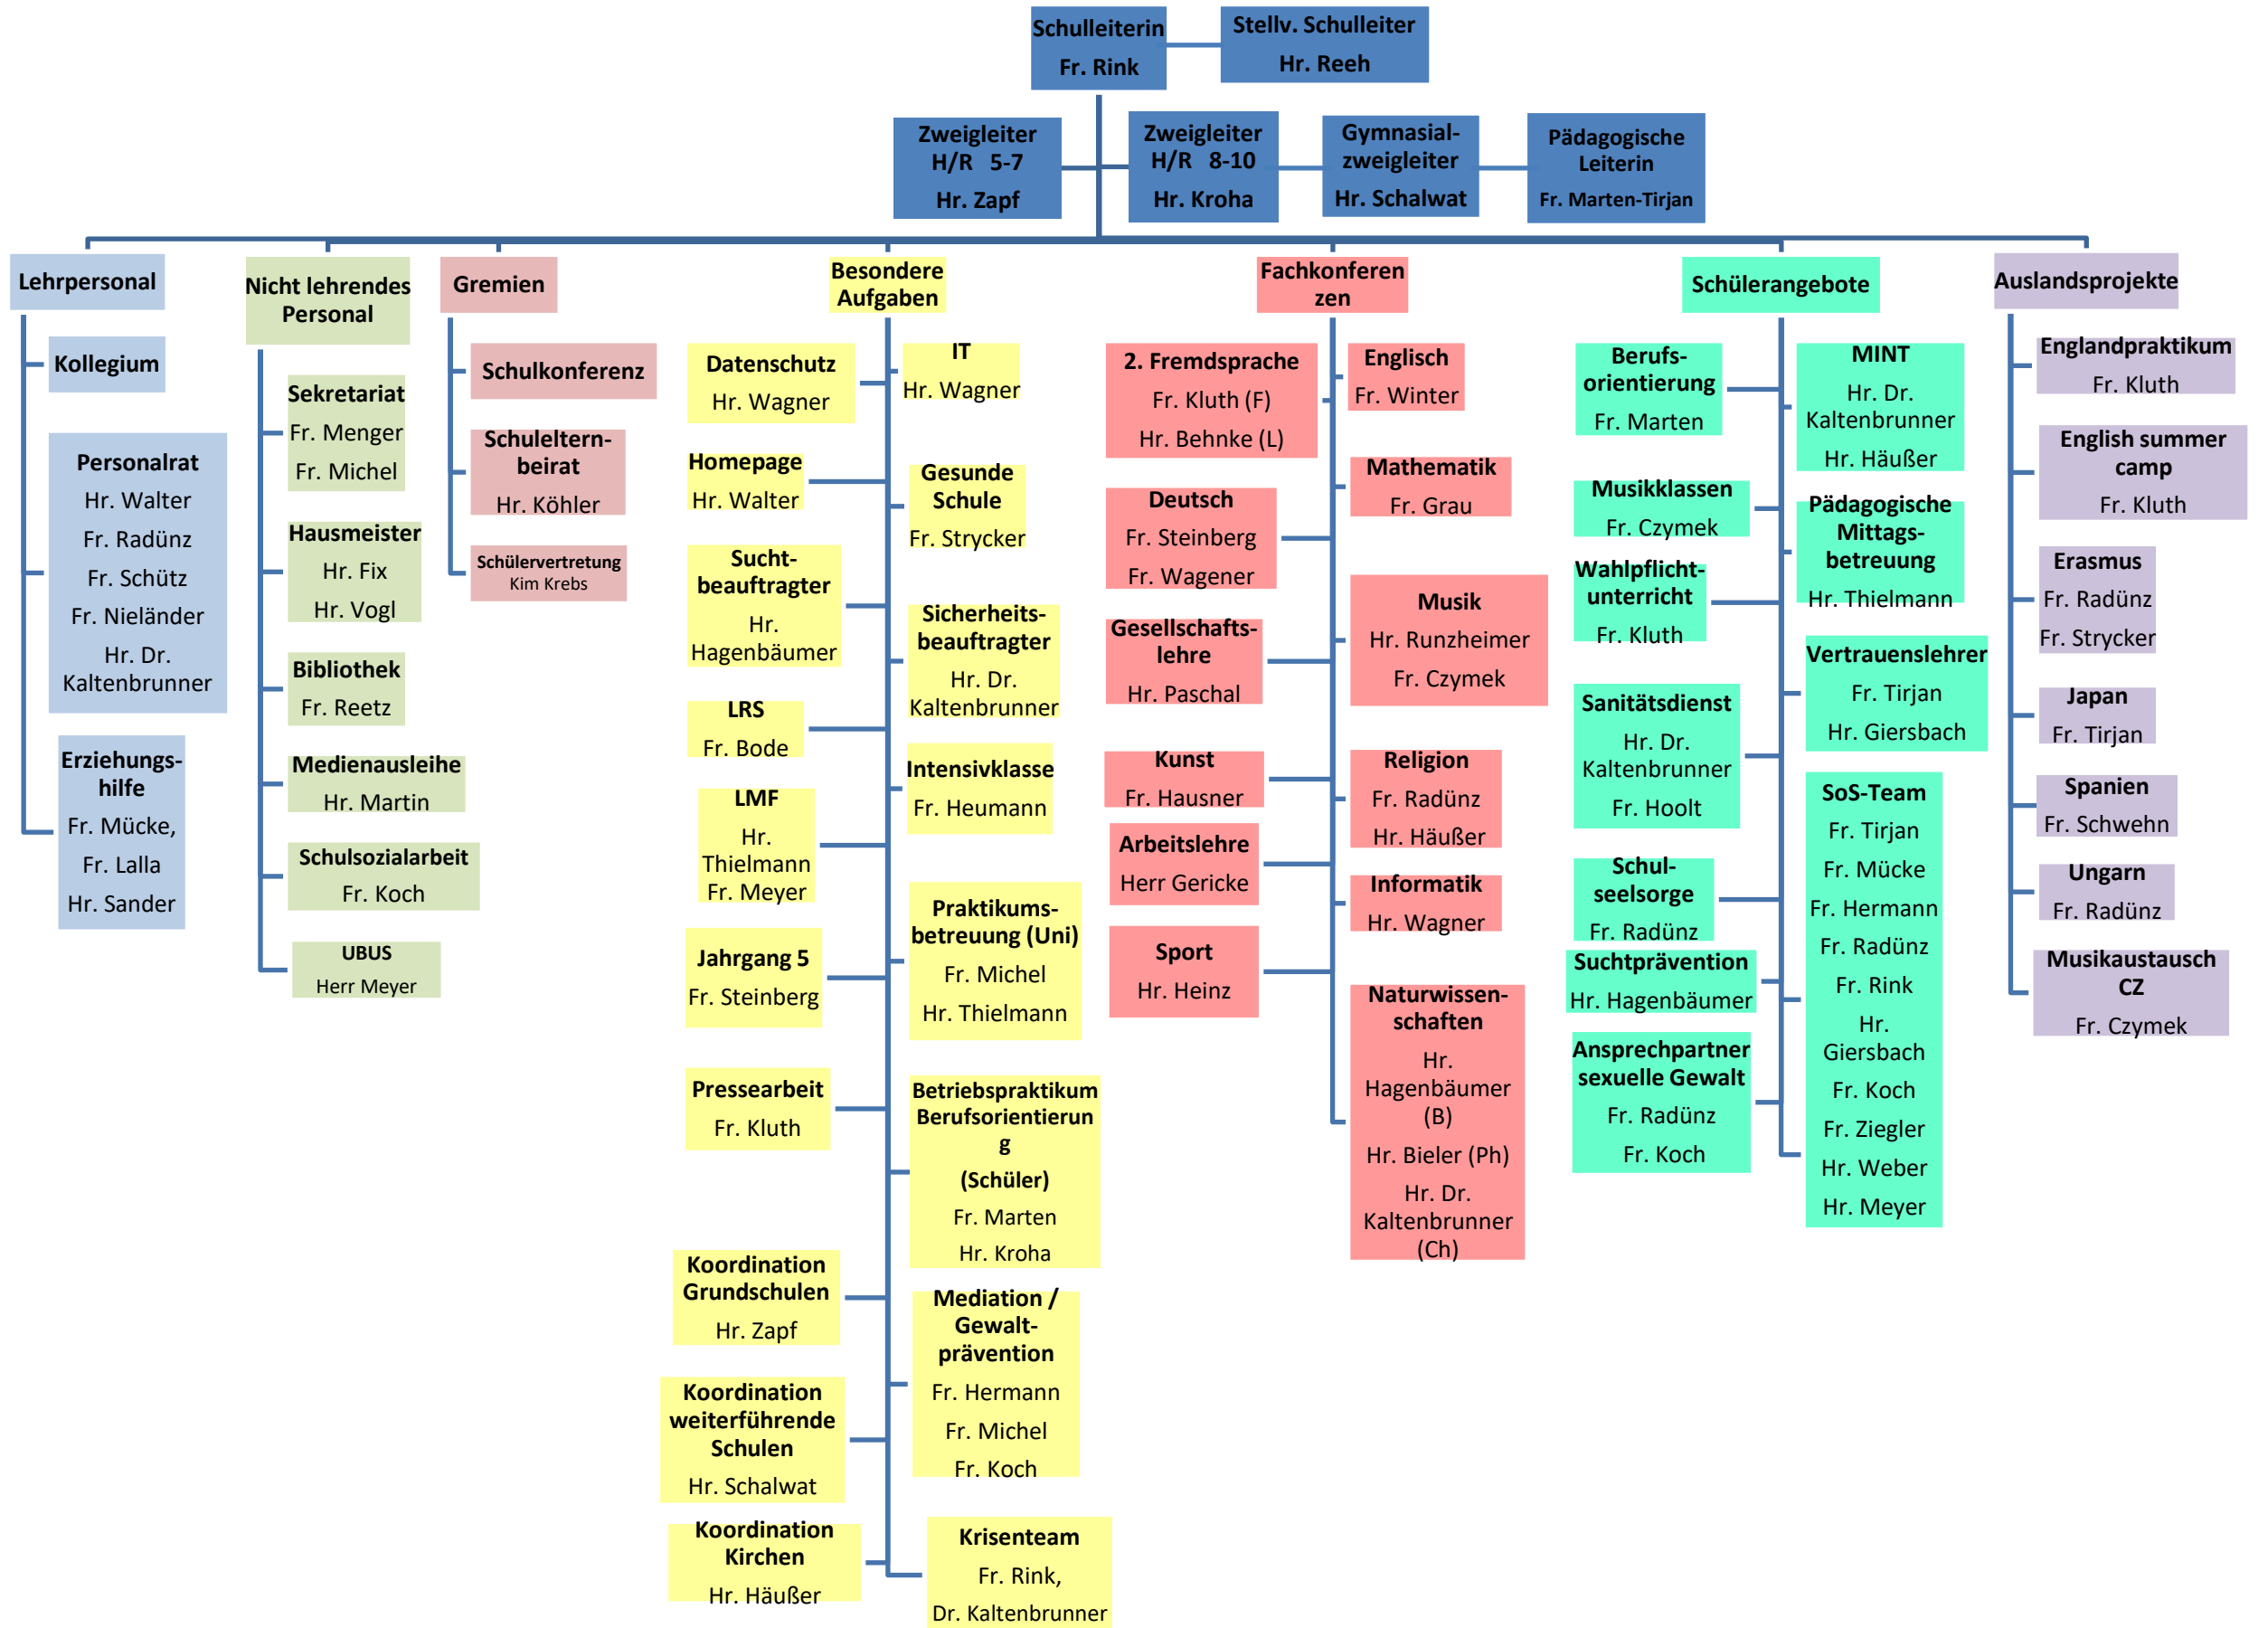 Schulleiterin
Fr. Rink
Stellv. Schulleiter
Hr. Reeh
Zweigleiter
H/R 5-7
Hr. Zapf
Zweigleiter
H/R 8-10
Hr. Kroha
Gymnasial-
zweigleiter
Hr. Schalwat
Pädagogische
Leiterin
Fr. Marten-Tirjan
Lehrpersonal
Kollegium
Personalrat
Hr. Walter
Fr. Radünz
Fr. Schütz
Fr. Nieländer
Hr. Dr.
Kaltenbrunner
Erziehungs-
hilfe
Fr. Mücke,
Fr. Lalla
Hr. Sander
Nicht lehrendes
Personal
Sekretariat
Fr. Menger
Fr. Michel
Hausmeister
Hr. Fix
Hr. Vogl
Bibliothek
Fr. Reetz
Medienausleihe
Hr. Martin
Schulsozialarbeit
Fr. Koch
UBUS
Herr Meyer
Gremien
Schulkonferenz
Schuleltern-
beirat
Hr. Köhler
Schülervertretung
Kim Krebs
Besondere
Aufgaben
Datenschutz
Hr. Wagner
IT
Hr. Wagner
Homepage
Hr. Walter
Gesunde
Schule
Fr. Strycker
Sucht-
beauftragter
Hr.
Hagenbäumer
Sicherheits-
beauftragter
Hr. Dr.
Kaltenbrunner
LRS
Fr. Bode
Intensivklasse
Fr. Heumann
LMF
Hr.
Thielmann
Fr. Meyer
Praktikums-
betreuung (Uni)
Fr. Michel
Hr. Thielmann
Jahrgang 5
Fr. Steinberg
Pressearbeit
Fr. Kluth
Betriebspraktikum
Berufsorientierun
g
(Schüler)
Fr. Marten
Hr. Kroha
Koordination
Grundschulen
Hr. Zapf
Mediation /
Gewalt-
prävention
Fr. Hermann
Fr. Michel
Fr. Koch
Koordination
weiterführende
Schulen
Hr. Schalwat
Koordination
Kirchen
Hr. Häußer
Krisenteam
Fr. Rink,
Dr. Kaltenbrunner
Fachkonferen
zen
2. Fremdsprache
Fr. Kluth (F)
Hr. Behnke (L)
Englisch
Fr. Winter
Mathematik
Fr. Grau
Deutsch
Fr. Steinberg
Fr. Wagener
Musik
Hr. Runzheimer
Fr. Czymek
Gesellschafts-
lehre
Hr. Paschal
Kunst
Fr. Hausner
Religion
Fr. Radünz
Hr. Häußer
Arbeitslehre
Herr Gericke
Informatik
Hr. Wagner
Sport
Hr. Heinz
Naturwissen-
schaften
Hr.
Hagenbäumer
(B)
Hr. Bieler (Ph)
Hr. Dr.
Kaltenbrunner
(Ch)
Schülerangebote
Berufs-
orientierung
Fr. Marten
MINT
Hr. Dr.
Kaltenbrunner
Hr. Häußer
Musikklassen
Fr. Czymek
Pädagogische
Mittags-
betreuung
Hr. Thielmann
Wahlpflicht-
unterricht
Fr. Kluth
Vertrauenslehrer
Fr. Tirjan
Hr. Giersbach
Sanitätsdienst
Hr. Dr.
Kaltenbrunner
Fr. Hoolt
SoS-Team
Fr. Tirjan
Fr. Mücke
Fr. Hermann
Fr. Radünz
Fr. Rink
Hr.
Giersbach
Fr. Koch
Fr. Ziegler
Hr. Weber
Hr. Meyer
Schul-
seelsorge
Fr. Radünz
Suchtprävention
Hr. Hagenbäumer
Ansprechpartner
sexuelle Gewalt
Fr. Radünz
Fr. Koch
Auslandsprojekte
Englandpraktikum
Fr. Kluth
English summer
camp
Fr. Kluth
Erasmus
Fr. Radünz
Fr. Strycker
Japan
Fr. Tirjan
Spanien
Fr. Schwehn
Ungarn
Fr. Radünz
Musikaustausch
CZ
Fr. Czymek